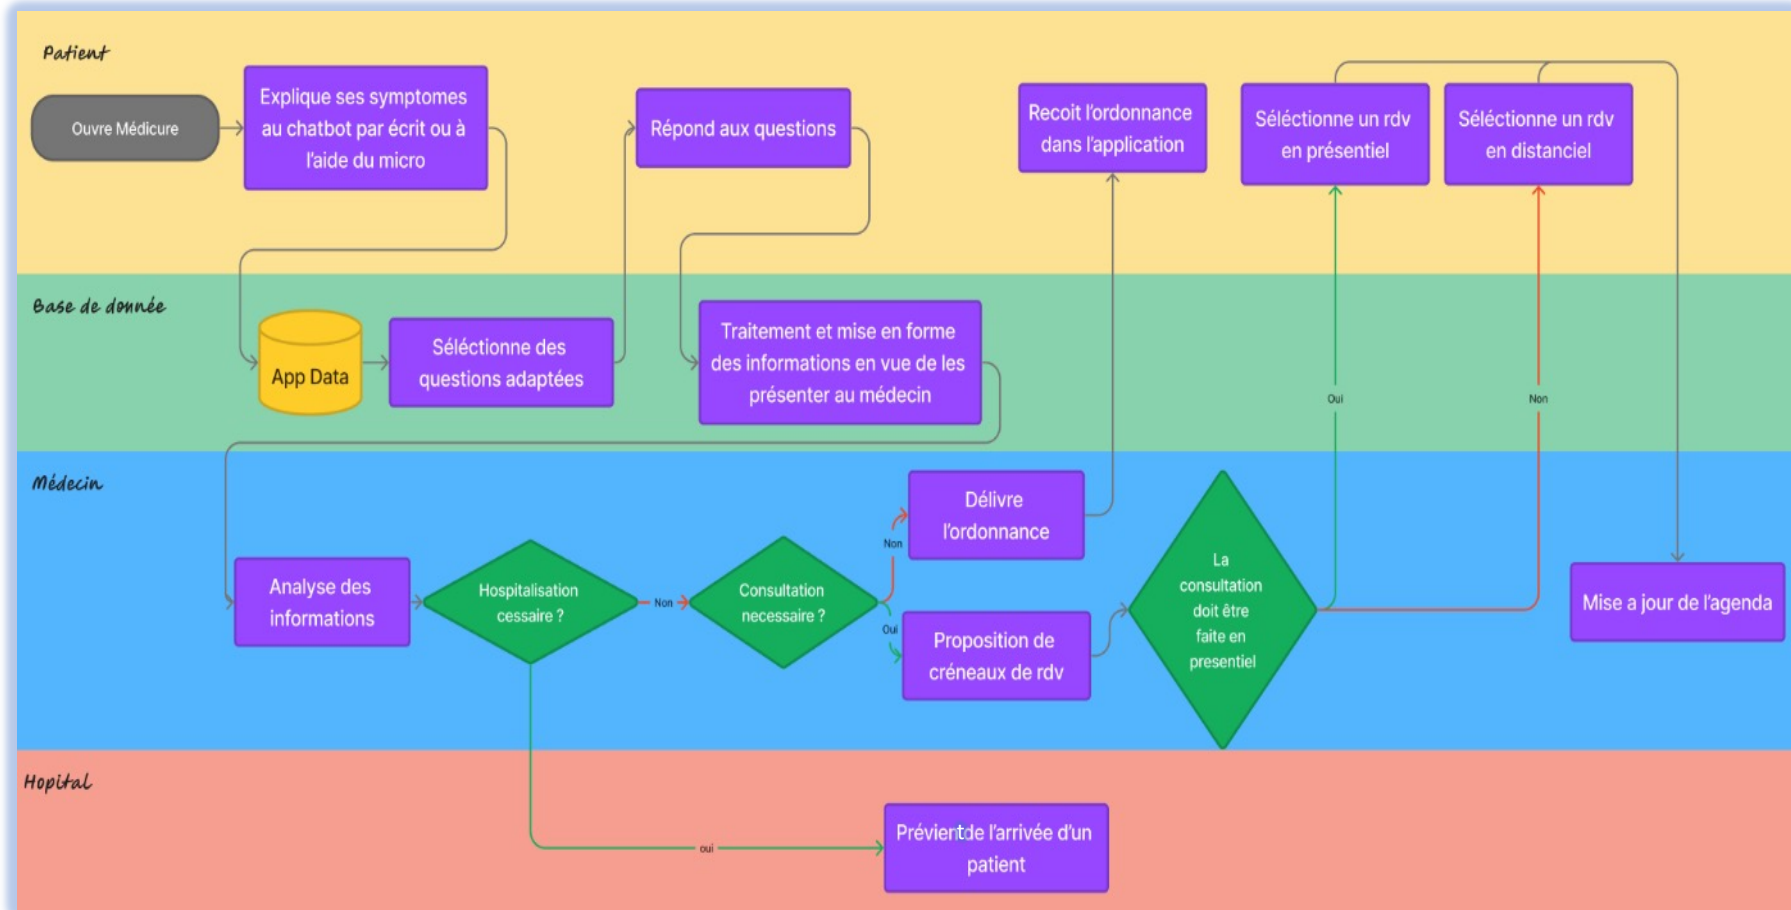 Patient
Ouvre Médicure
Explique ses symptomes
au chatbot par écrit ou à
l'aide du micro
Répond aux questions
Recoit l'ordonnance
dans l'application
Séléctionne un rdv
en présentiel
Séléctionne un rdv
en distanciel
Base de donnée
App Data
Séléctionne des
questions adaptées
Traitement et mise en forme
des informations en vue de les
présenter au médecin
Oui
Non
Médecin
Analyse des
informations
Hospitalisation
cessaire ?
Non
Consultation
necessaire ?
Non
Oui
Délivre
l'ordonnance
Proposition de
créneaux de rdv
La
consultation
doit être
faite en
presentiel
Mise a jour de l'agenda
Hopital
oui
Prévient de l'arrivée d'un
patient